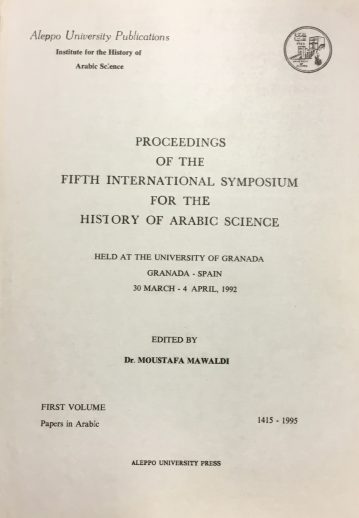 Aleppo University Publications
Institute for the History of
Arabic Science
PROCEEDINGS
OF THE
FIFTH INTERNATIONAL SYMPOSIUM
FOR THE
HISTORY OF ARABIC SCIENCE
HELD AT THE UNIVERSITY OF GRANADA
GRANADA - SPAIN
30 MARCH - 4 APRIL, 1992
EDITED BY
Dr. MOUSTAFA MAWALDI
FIRST VOLUME
Papers in Arabic
1415 - 1995
ALEPPO UNIVERSITY PRESS